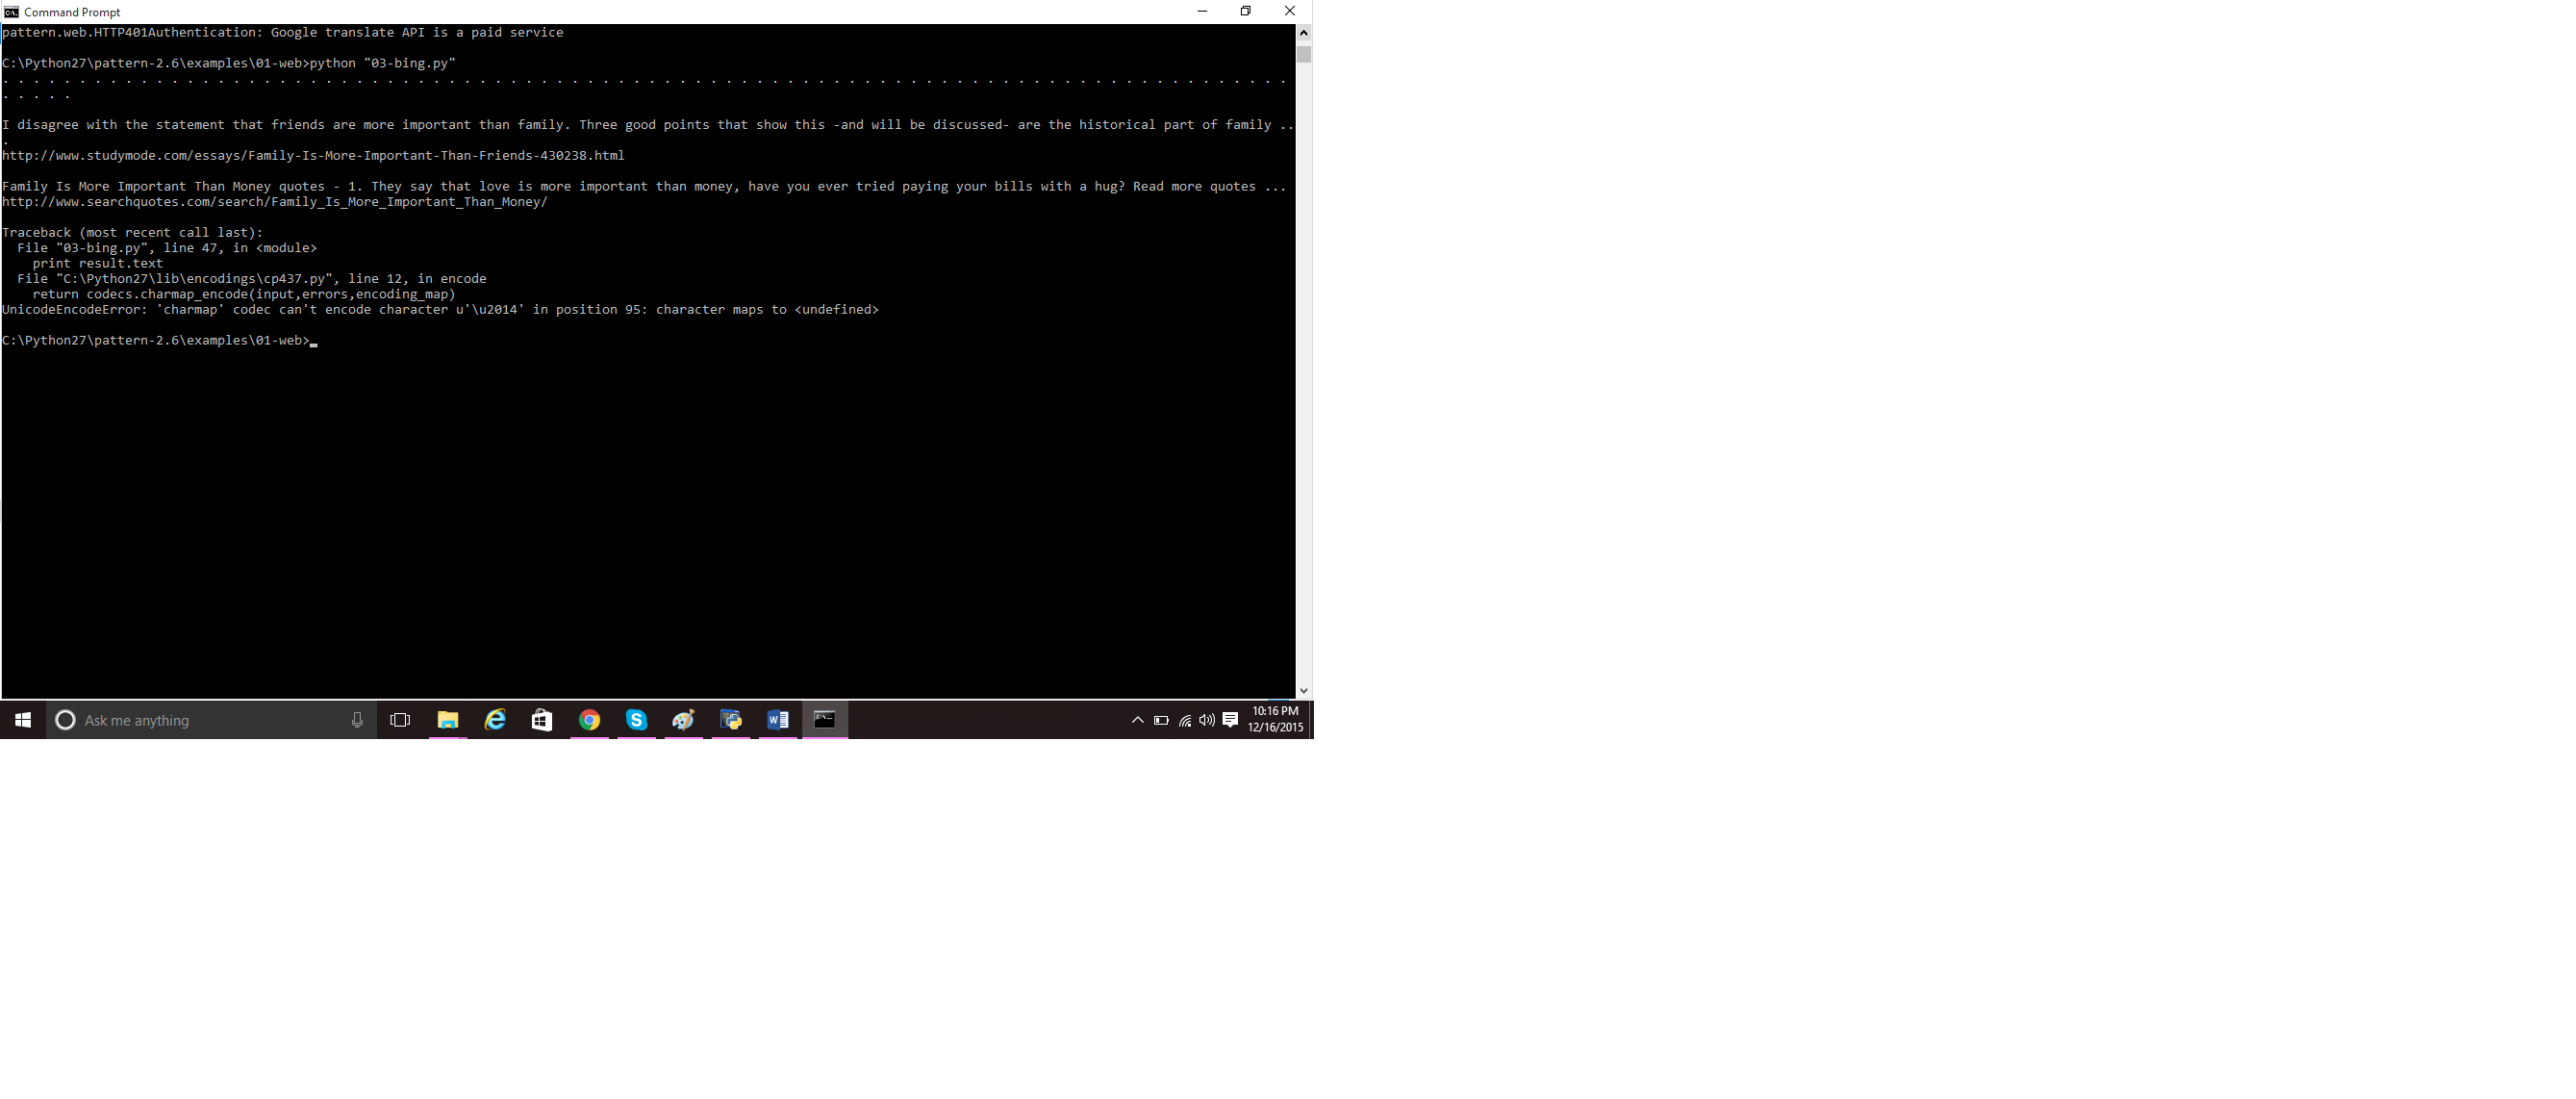 Command Prompt
pattern.web.HTTP401Authentication: Google translate API is a paid service
C:\Python27\pattern-2.6\examples\01-web>python "03-bing.py"
. . . . . . . . . . . . . . . . . . . . . . . . . . . . . . . . . . . . . . . . . . . . . . . . . . . . . . . . . . . . . . . . . . . . . . . . . . . . . . . . . . . .
. . . . .
I disagree with the statement that friends are more important than family. Three good points that show this -and will be discussed- are the historical part of family ..
.
http://www.studymode.com/essays/Family-Is-More-Important-Than-Friends-430238.html
Family Is More Important Than Money quotes - 1. They say that love is more important than money, have you ever tried paying your bills with a hug? Read more quotes ...
http://www.searchquotes.com/search/Family_Is_More_Important_Than_Money/
Traceback (most recent call last):
  File "03-bing.py", line 47, in <module>
    print result.text
  File "C:\Python27\lib\encodings\cp437.py", line 12, in encode
    return codecs.charmap_encode(input,errors,encoding_map)
UnicodeEncodeError: 'charmap' codec can't encode character u'\u2014' in position 95: character maps to <undefined>
C:\Python27\pattern-2.6\examples\01-web>
Ask me anything
10:16 PM
12/16/2015